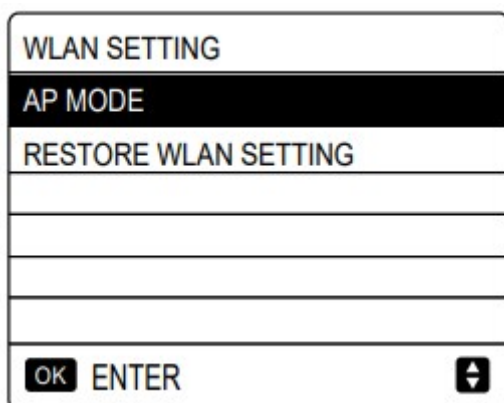 WLAN SETTING
AP MODE
RESTORE WLAN SETTING
OK ENTER